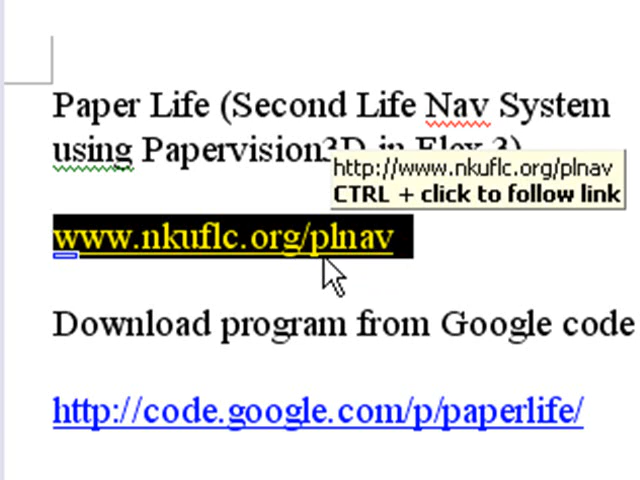 Paper Life (Second Life Nav System
using Papervision3D in Flex 3)
http://www.nkuflc.org/plnav
CTRL + click to follow link
www.nkuflc.org/plnav
Download program from Google code
http://code.google.com/p/paperlife/